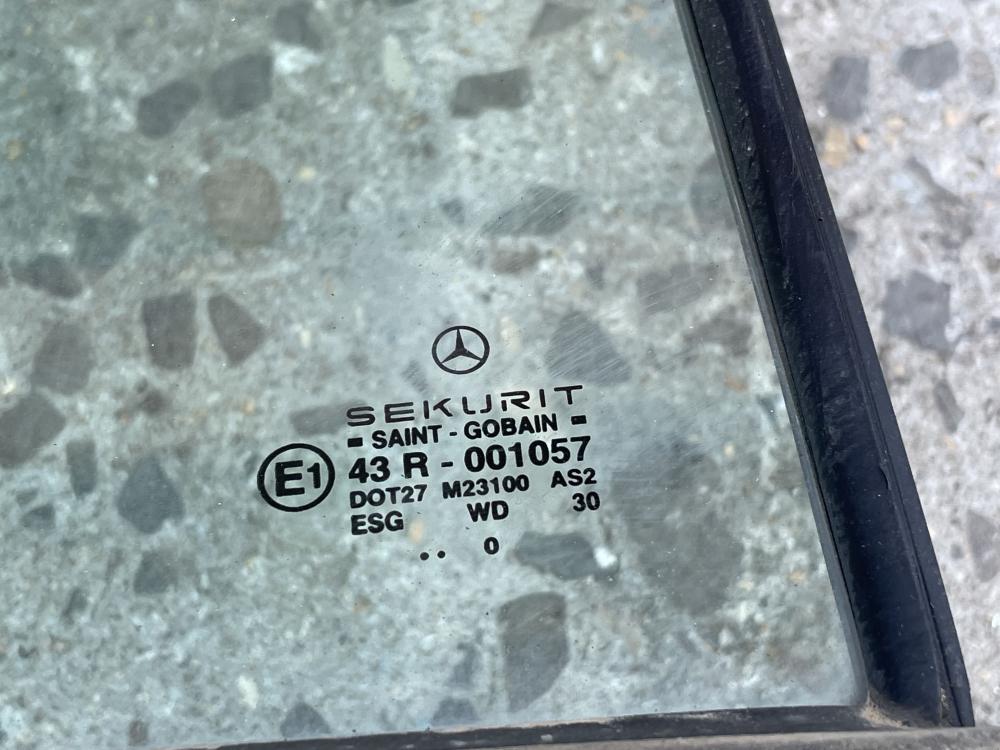 SEKURIT
- SAINT - GOBAIN -
E1
43 R - 001057
DOT27 M23100 AS2
ESG WD 30
.. 0